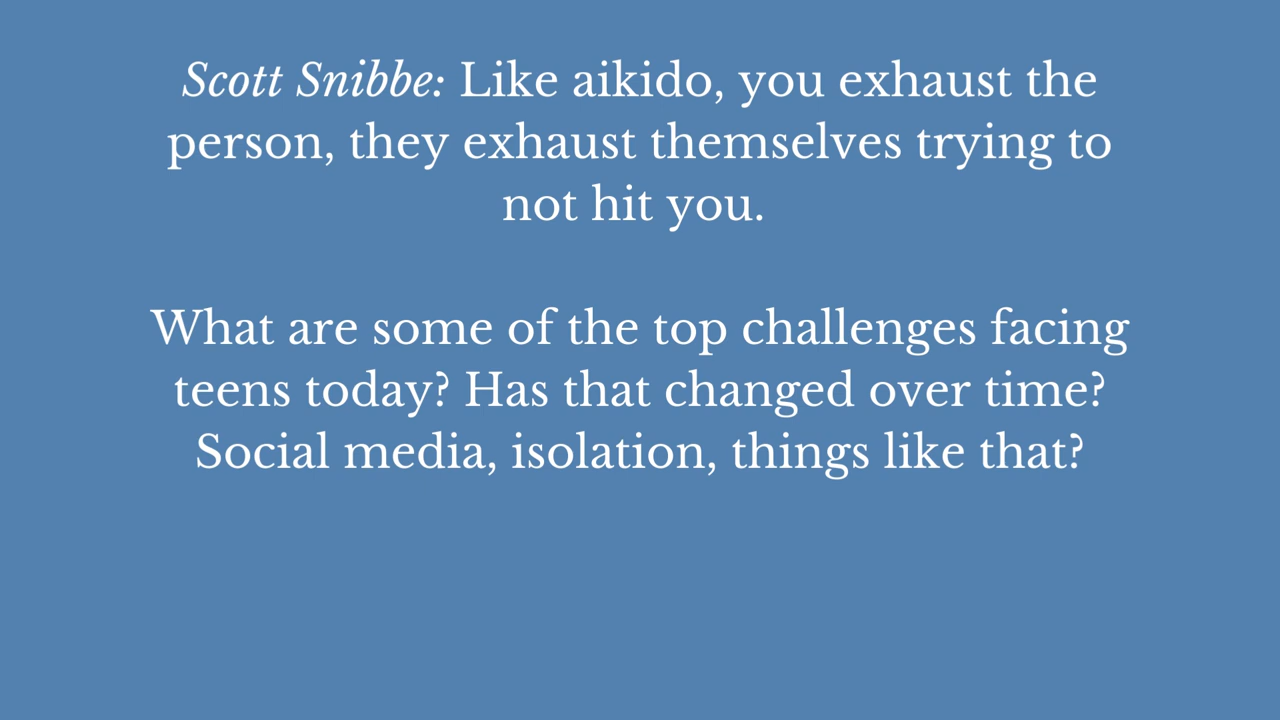 Scott Snibbe: Like aikido, you exhaust the
person, they exhaust themselves trying to
not hit you.
What are some of the top challenges facing
teens today? Has that changed over time?
Social media, isolation, things like that?